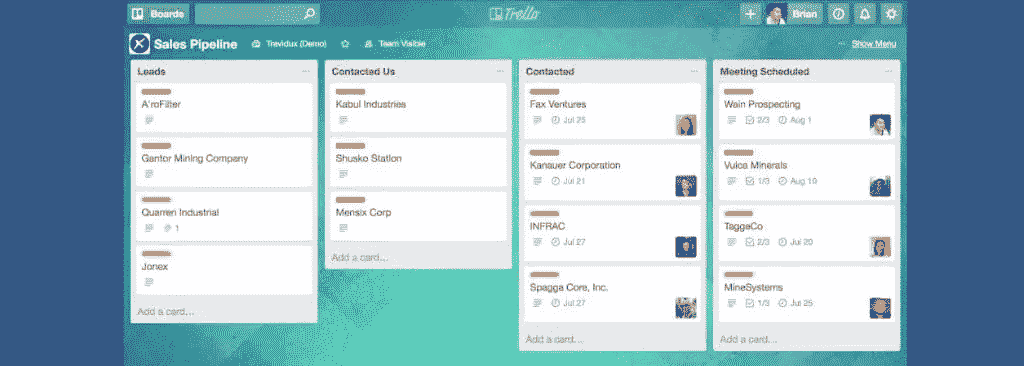 Boards
Trello
Brian
Sales Pipeline
Trevidux (Demo)
Team Visible
... Show Menu
Leads
A'roFilter
Gantor Mining Company
Quarren Industrial
1
Jonex
Add a card...
Contacted Us
Kabul Industries
Shusko Station
Mensix Corp
Add a card...
Contacted
Fax Ventures
Jul 25
Kanauer Corporation
Jul 21
INFRAC
Jul 27
Spagga Core, Inc.
Jul 27
Add a card...
Meeting Scheduled
Wain Prospecting
2/3 Aug 1
Vuica Minerals
1/3 Aug 19
TaggeCo
2/3 Jul 20
MineSystems
1/3 Jul 25
Add a card...